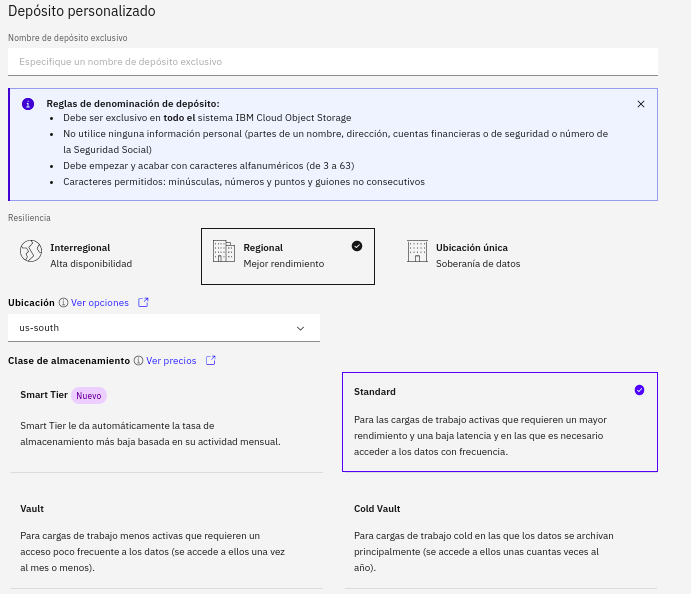 Depósito personalizado
Nombre de depósito exclusivo
Especifique un nombre de depósito exclusivo
Reglas de denominación de depósito:
• Debe ser exclusivo en todo el sistema IBM Cloud Object Storage
• No utilice ninguna información personal (partes de un nombre, dirección, cuentas financieras o de seguridad o número de
la Seguridad Social)
• Debe empezar y acabar con caracteres alfanuméricos (de 3 a 63)
• Caracteres permitidos: minúsculas, números y puntos y guiones no consecutivos
Resiliencia
Interregional
Alta disponibilidad
Regional
Mejor rendimiento
Ubicación única
Soberanía de datos
Ubicación Ver opciones
us-south
Clase de almacenamiento Ver precios
Smart Tier Nuevo
Smart Tier le da automáticamente la tasa de
almacenamiento más baja basada en su actividad mensual.
Standard
Para las cargas de trabajo activas que requieren un mayor
rendimiento y una baja latencia y en las que es necesario
acceder a los datos con frecuencia.
Vault
Para cargas de trabajo menos activas que requieren un
acceso poco frecuente a los datos (se accede a ellos una vez
al mes o menos).
Cold Vault
Para cargas de trabajo cold en las que los datos se archivan
principalmente (se accede a ellos unas cuantas veces al
año).